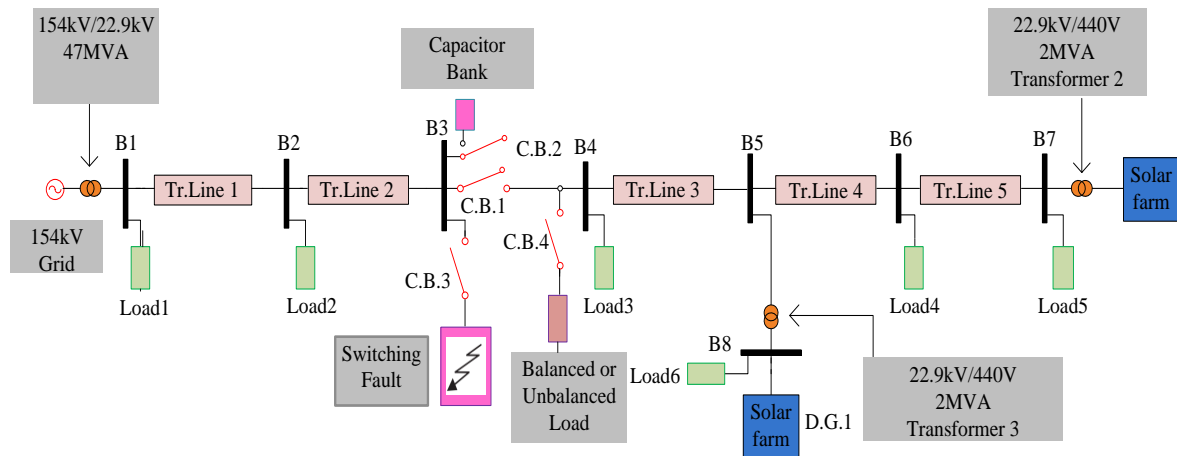 154kV/22.9kV
47MVA
Capacitor
Bank
22.9kV/440V
2MVA
Transformer 2
B1
B2
B3
C.B.2
B4
B5
B6
B7
Tr.Line 1
Tr.Line 2
C.B.1
Tr.Line 3
Tr.Line 4
Tr.Line 5
Solar
farm
154kV
Grid
C.B.3
C.B.4
Load1
Load2
Load3
Load4
Load5
Switching
Fault
Balanced or
Unbalanced
Load
B8
Load6
Solar
farm
D.G.1
22.9kV/440V
2MVA
Transformer 3